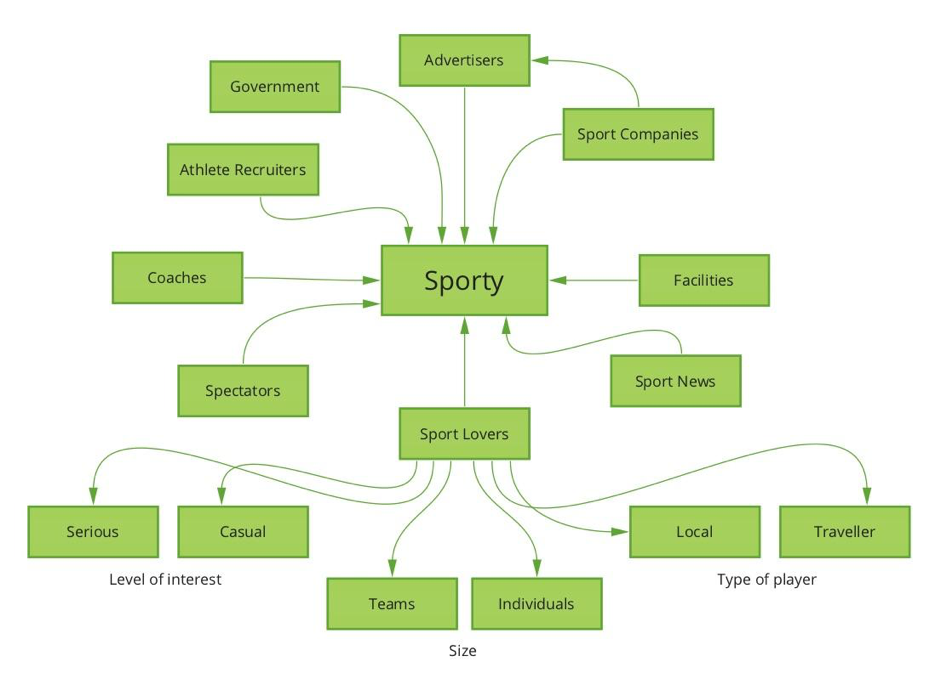 Advertisers
Government
Sport Companies
Athlete Recruiters
Sporty
Coaches
Facilities
Sport News
Spectators
Sport Lovers
Serious
Casual
Local
Traveller
Level of interest
Type of player
Teams
Individuals
Size